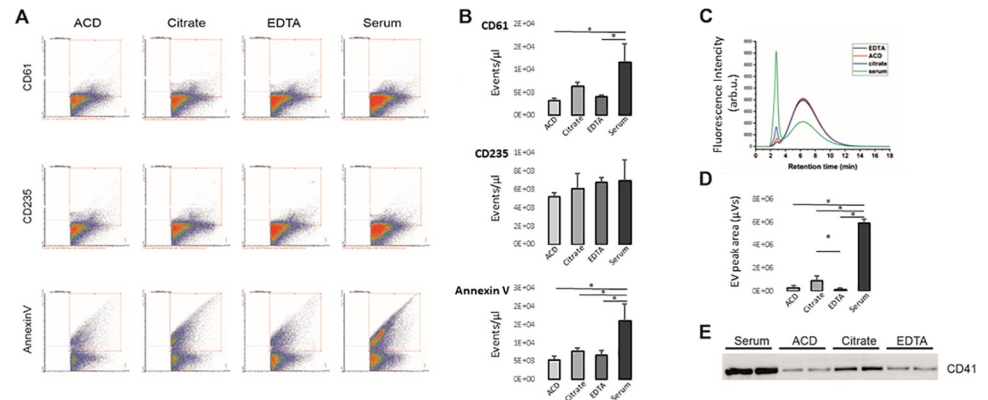 A
ACD
Citrate
EDTA
Serum
CD61
CD235
AnnexinV
B
CD61
2E+04
2E+04
1E+04
5E+03
0E+00
Events/µl
*
*
ACD
Citrate
EDTA
Serum
CD235
1E+04
8E+03
6E+03
4E+03
2E+03
0E+00
Events/µl
ACD
Citrate
EDTA
Serum
Annexin V
3E+04
2E+04
2E+04
1E+04
5E+03
0E+00
Events/µl
*
*
*
ACD
Citrate
EDTA
Serum
C
Fluorescence Intencity
(arb.u.)
EDTA
ACD
citrate
serum
0 2 4 6 8 10 12 14 16 18
Retention time (min)
D
8E+06
6E+06
4E+06
2E+06
0E+00
EV peak area (µVs)
*
*
*
*
ACD
Citrate
EDTA
Serum
E
Serum ACD Citrate EDTA
CD41